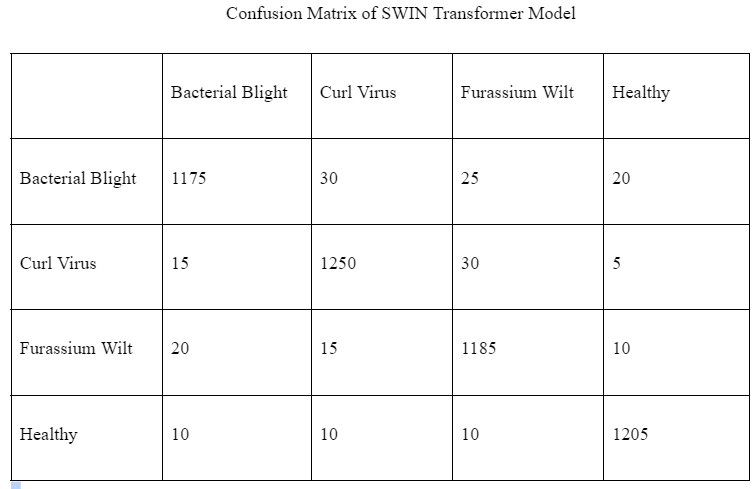 Confusion Matrix of SWIN Transformer Model
Bacterial Blight Curl Virus Furassium Wilt Healthy
Bacterial Blight 1175 30 25 20
Curl Virus 15 1250 30 5
Furassium Wilt 20 15 1185 10
Healthy 10 10 10 1205